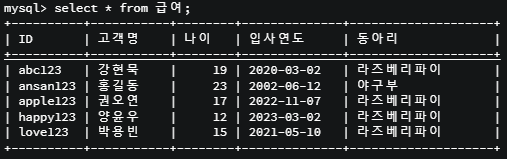 mysql> select * from 급여;
+----------+--------+------+------------+--------------+
| ID | 고객명 | 나이 | 입사연도 | 동아리 |
+----------+--------+------+------------+--------------+
| abc123 | 강현묵 | 19 | 2020-03-02 | 라즈베리파이 |
| ansan123 | 홍길동 | 23 | 2002-06-12 | 야구부 |
| apple123 | 권오연 | 17 | 2022-11-07 | 라즈베리파이 |
| happy123 | 양윤우 | 12 | 2023-03-02 | 라즈베리파이 |
| love123 | 박용빈 | 15 | 2021-05-10 | 라즈베리파이 |
+----------+--------+------+------------+--------------+